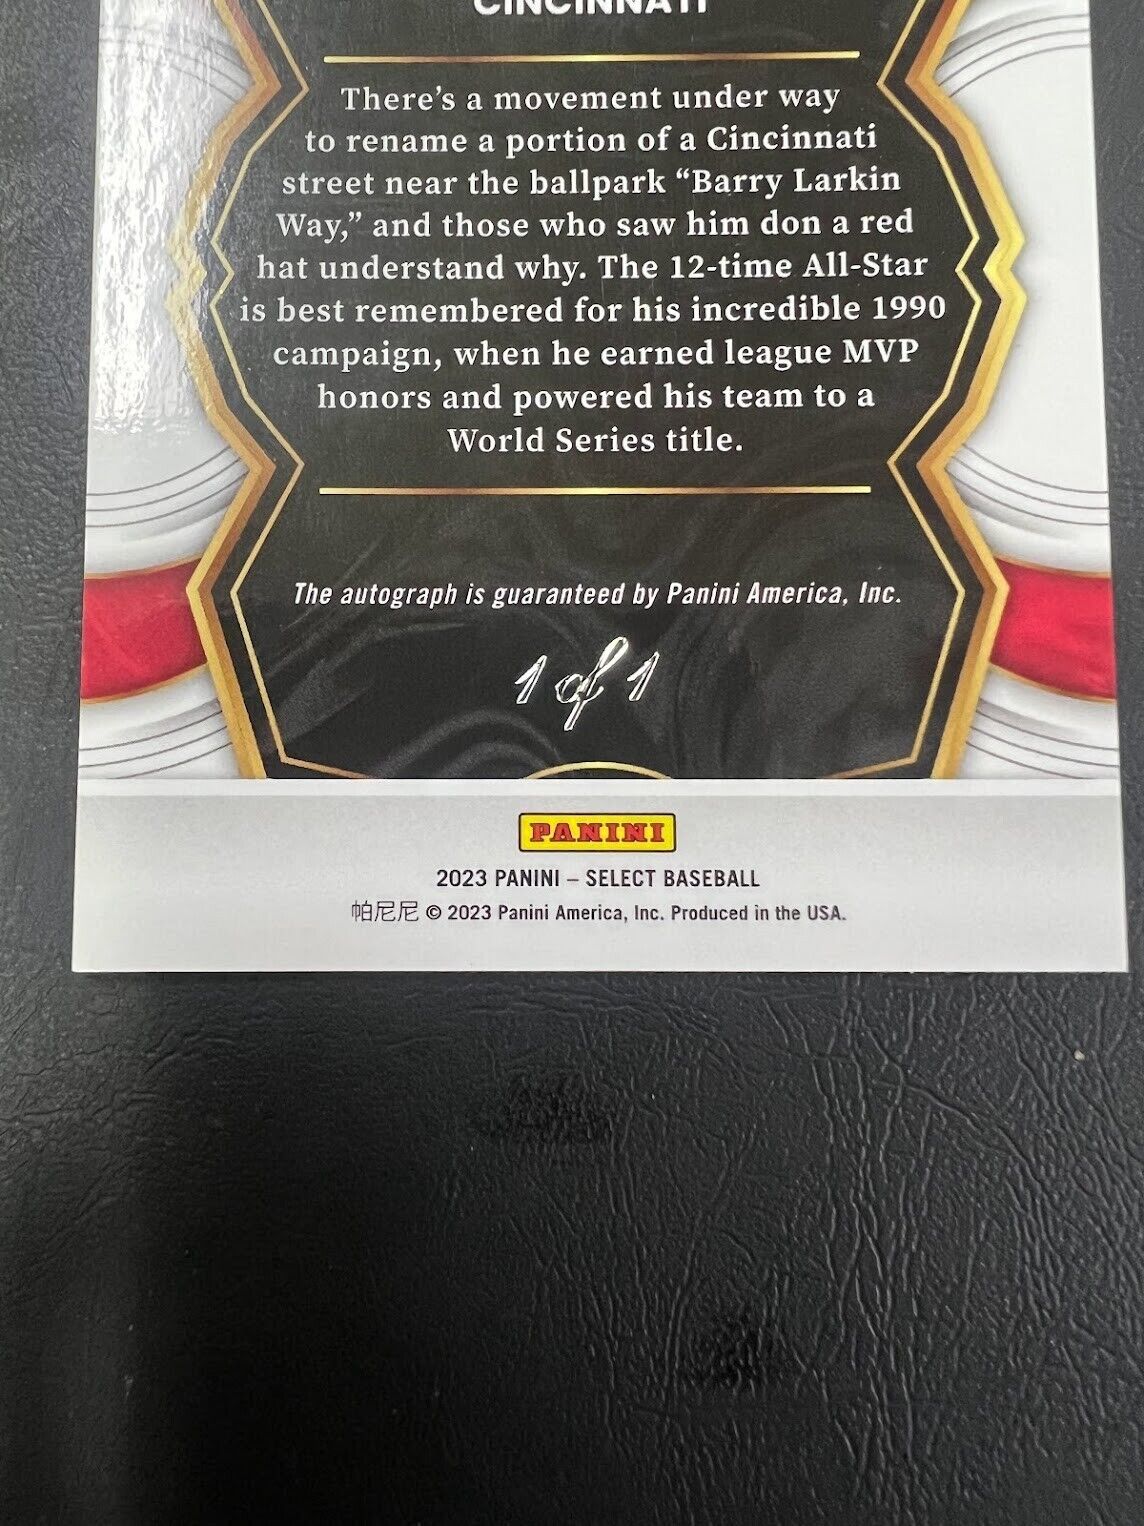 CINCINNATI
There's a movement under way
to rename a portion of a Cincinnati
street near the ballpark “Barry Larkin
Way,” and those who saw him don a red
hat understand why. The 12-time All-Star
is best remembered for his incredible 1990
campaign, when he earned league MVP
honors and powered his team to a
World Series title.
The autograph is guaranteed by Panini America, Inc.
1 of 1
PANINI
2023 PANINI – SELECT BASEBALL
帕尼尼 © 2023 Panini America, Inc. Produced in the USA.